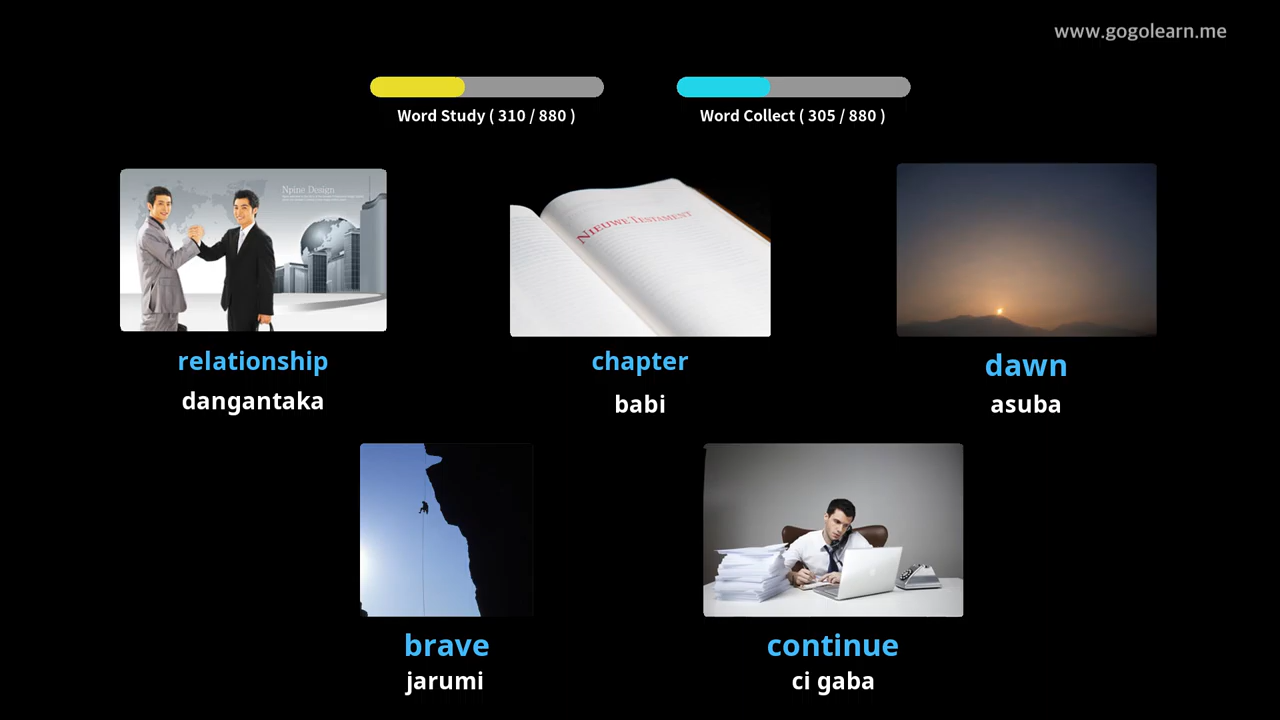 www.gogolearn.me
Word Study ( 310 / 880 )
Word Collect ( 305 / 880 )
Npine Design
NIEUWE TESTAMENT
relationship
chapter
dawn
dangantaka
babi
asuba
brave
continue
jarumi
ci gaba